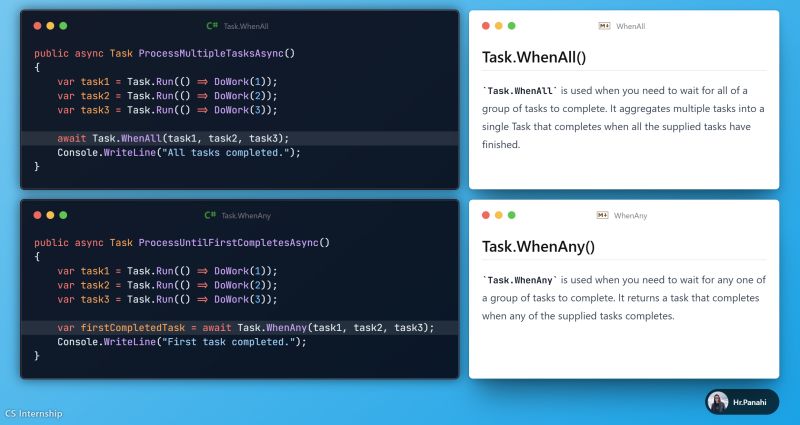 C# Task.WhenAll
public async Task ProcessMultipleTasksAsync()
{
    var task1 = Task.Run(() => DoWork(1));
    var task2 = Task.Run(() => DoWork(2));
    var task3 = Task.Run(() => DoWork(3));
    await Task.WhenAll(task1, task2, task3);
    Console.WriteLine("All tasks completed.");
}
M↓ WhenAll
Task.WhenAll()
`Task.WhenAll` is used when you need to wait for all of a
group of tasks to complete. It aggregates multiple tasks into a
single Task that completes when all the supplied tasks have
finished.
C# Task.WhenAny
public async Task ProcessUntilFirstCompletesAsync()
{
    var task1 = Task.Run(() => DoWork(1));
    var task2 = Task.Run(() => DoWork(2));
    var task3 = Task.Run(() => DoWork(3));
    var firstCompletedTask = await Task.WhenAny(task1, task2, task3);
    Console.WriteLine("First task completed.");
}
M↓ WhenAny
Task.WhenAny()
`Task.WhenAny` is used when you need to wait for any one of
a group of tasks to complete. It returns a task that completes
when any of the supplied tasks completes.
Hr.Panahi
CS Internship